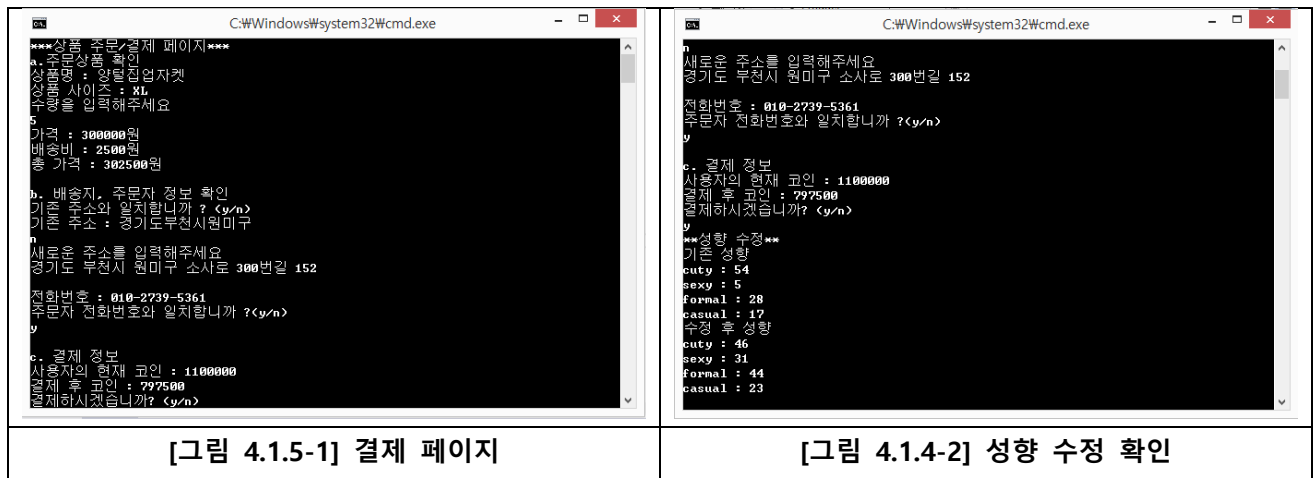 C:₩Windows₩system32₩cmd.exe
***상품 주문/결제 페이지***
a.주문상품 확인
상품명 : 양털집업자켓
상품 사이즈 : XL
수량을 입력해주세요
5
가격 : 300000원
배송비 : 2500원
총 가격 : 302500원
b. 배송지, 주문자 정보 확인
기존 주소와 일치합니까 ? (y/n)
기존 주소 : 경기도부천시원미구
n
새로운 주소를 입력해주세요
경기도 부천시 원미구 소사로 300번길 152
전화번호 : 010-2739-5361
주문자 전화번호와 일치합니까 ?(y/n)
y
c. 결제 정보
사용자의 현재 코인 : 1100000
결제 후 코인 : 797500
결제하시겠습니까? (y/n)
[그림 4.1.5-1] 결제 페이지
C:₩Windows₩system32₩cmd.exe
n
새로운 주소를 입력해주세요
경기도 부천시 원미구 소사로 300번길 152
전화번호 : 010-2739-5361
주문자 전화번호와 일치합니까 ?(y/n)
y
c. 결제 정보
사용자의 현재 코인 : 1100000
결제 후 코인 : 797500
결제하시겠습니까? (y/n)
y
**성향 수정**
기존 성향
cuty : 54
sexy : 5
formal : 28
casual : 17
수정 후 성향
cuty : 46
sexy : 31
formal : 44
casual : 23
[그림 4.1.4-2] 성향 수정 확인